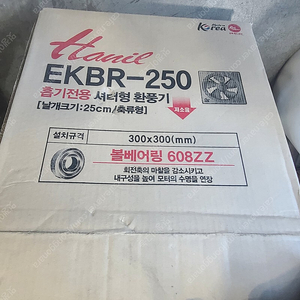 Made in
Korea
Hanil
EKBR-250
흡기전용 셔터형 환풍기
[날개크기:25cm/축류형]
저소음
설치규격
300x300(mm)
볼베어링 608ZZ
회전축의 마찰을 감소시키고
내구성을 높여 모터의 수명을 연장